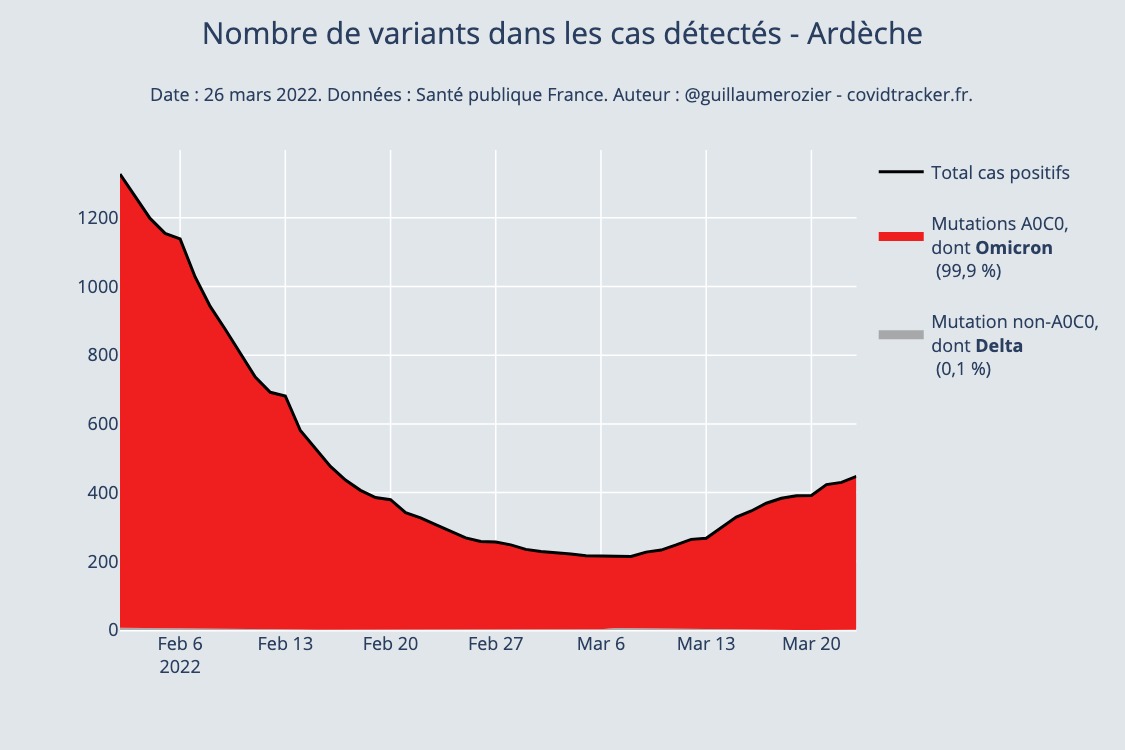 Nombre de variants dans les cas détectés - Ardèche
Date : 26 mars 2022. Données : Santé publique France. Auteur : @guillaumerozier - covidtracker.fr.
Total cas positifs
Mutations A0C0,
dont Omicron
(99,9 %)
Mutation non-A0C0,
dont Delta
(0,1 %)
1200
1000
800
600
400
200
0
Feb 6 Feb 13 Feb 20 Feb 27 Mar 6 Mar 13 Mar 20
2022